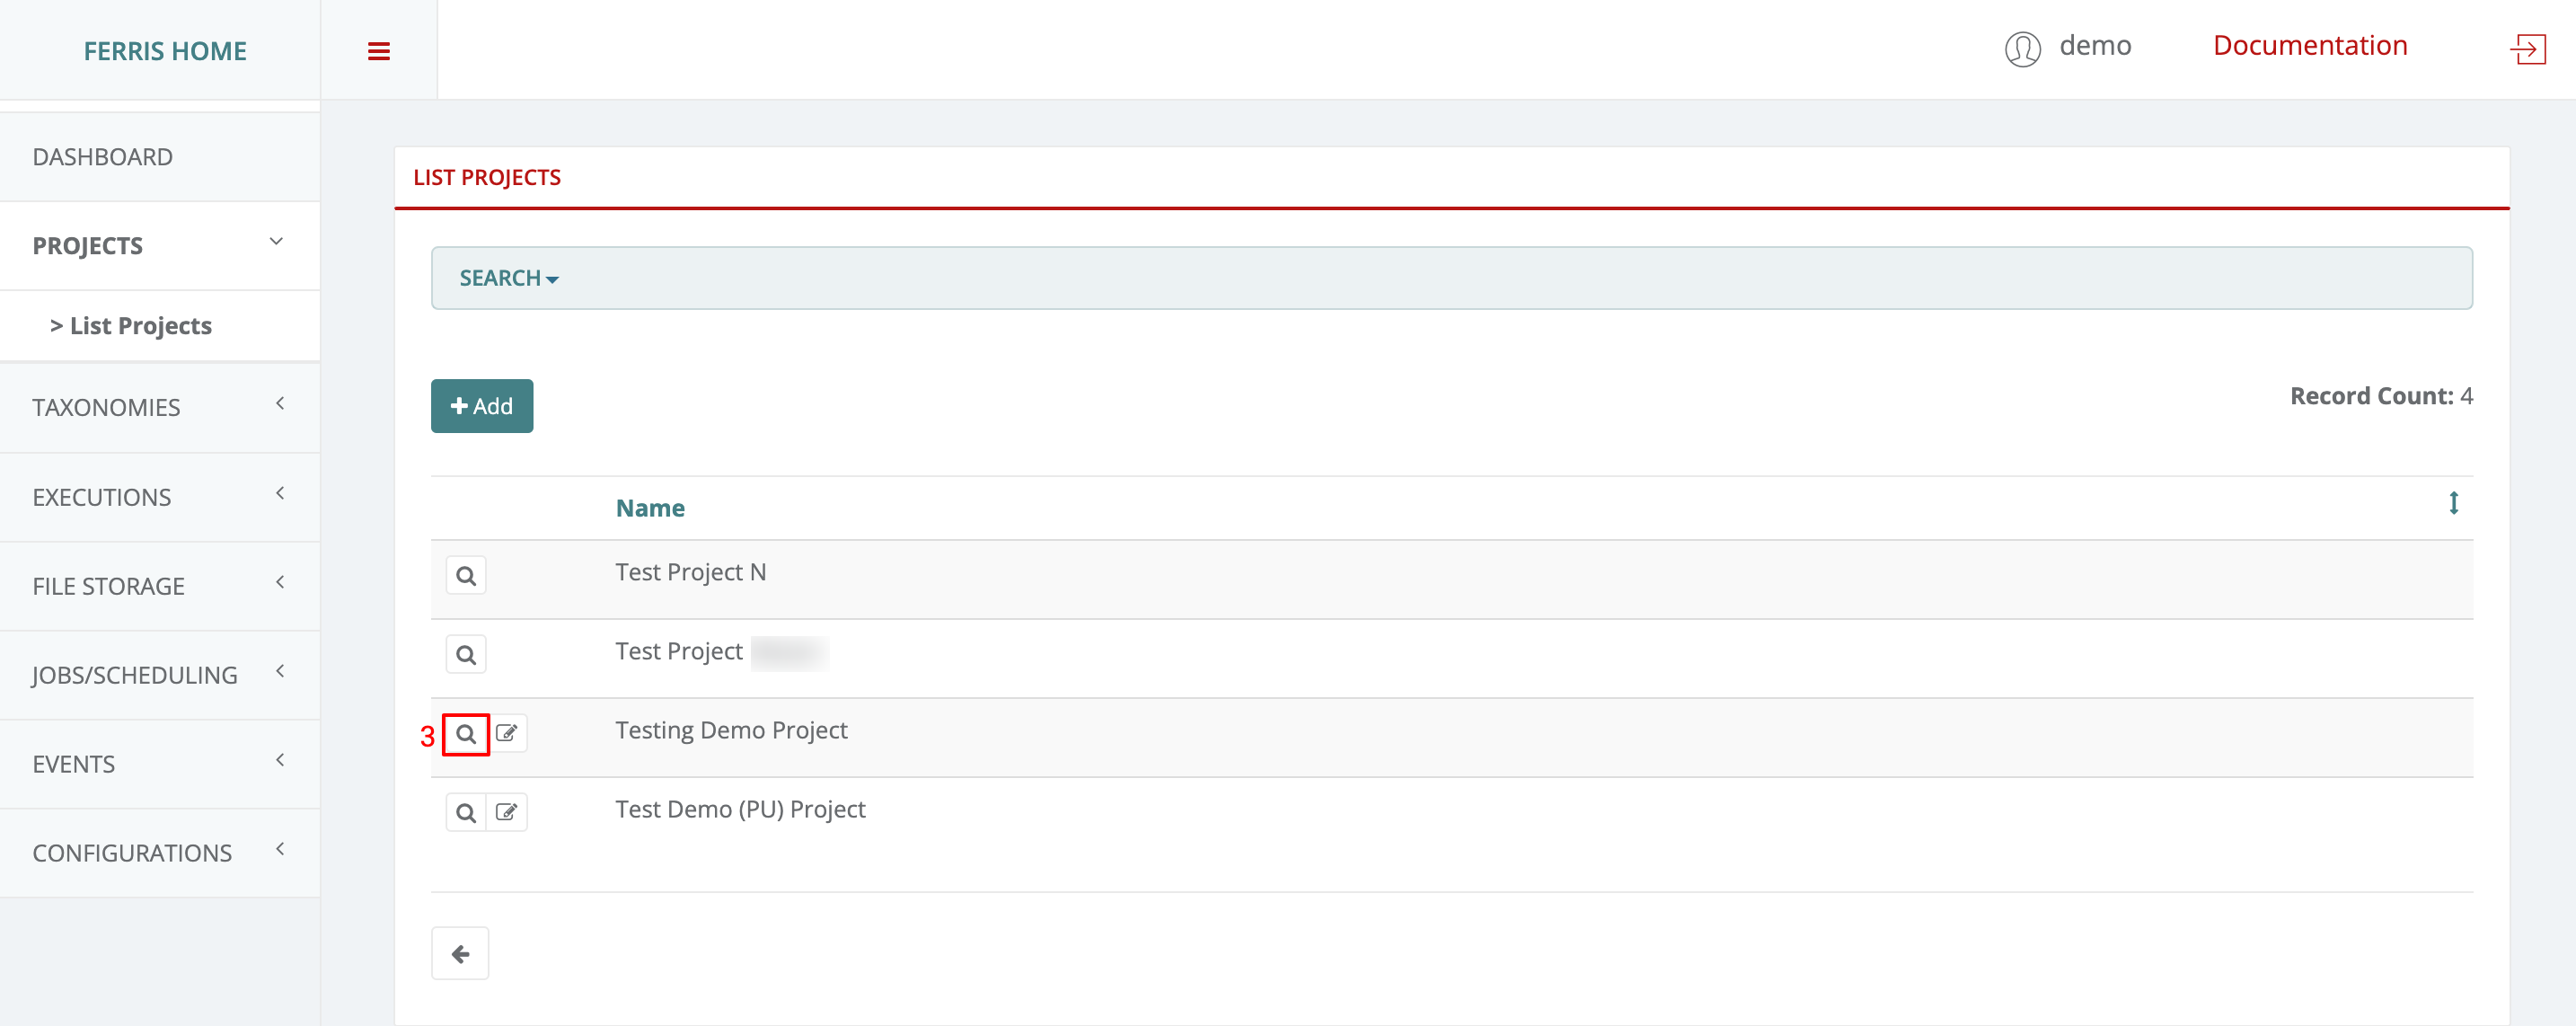 FERRIS HOME
demo
Documentation
DASHBOARD
PROJECTS
> List Projects
TAXONOMIES
EXECUTIONS
FILE STORAGE
JOBS/SCHEDULING
EVENTS
CONFIGURATIONS
LIST PROJECTS
SEARCH
Add
Record Count: 4
Name
Test Project N
Test Project
3
Testing Demo Project
Test Demo (PU) Project